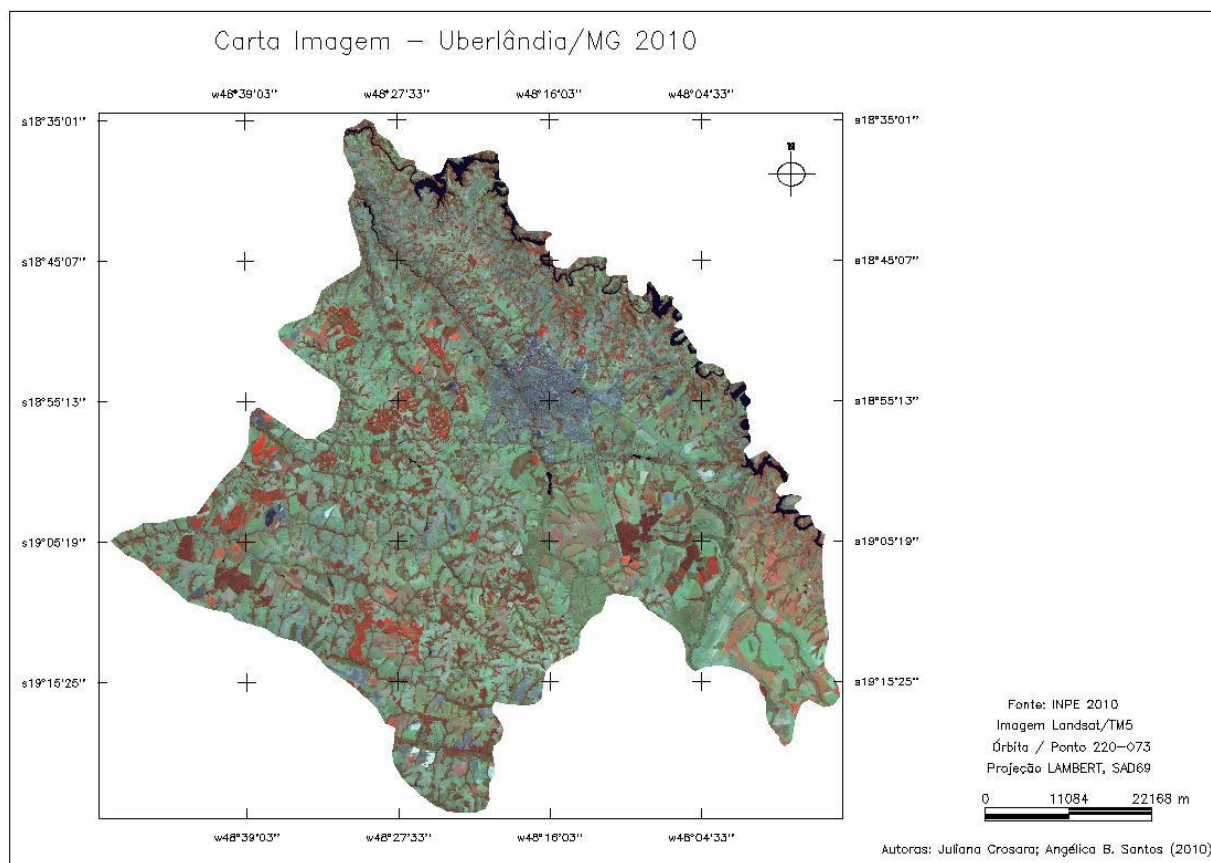 Carta Imagem – Uberlândia/MG 2010
w48°39'03'' w48°27'33'' w48°16'03'' w48°04'33''
s18°35'01'' s18°35'01''
N
s18°45'07'' s18°45'07''
s18°55'13'' s18°55'13''
s19°05'19'' s19°05'19''
s19°15'25'' s19°15'25''
Fonte: INPE 2010
Imagem Landsat/TM5
Órbita / Ponto 220–073
Projeção LAMBERT, SAD69
0 11084 22168 m
w48°39'03'' w48°27'33'' w48°16'03'' w48°04'33''
Autoras: Juliana Crosara; Angélica B. Santos (2010)